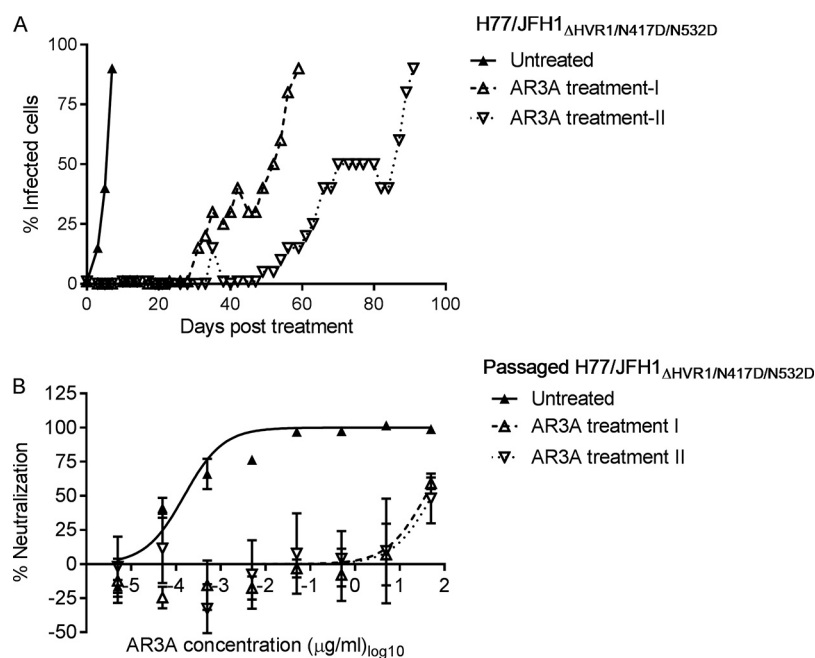 A
H77/JFH1ΔHVR1/N417D/N532D
Untreated
AR3A treatment-I
AR3A treatment-II
% Infected cells
100
75
50
25
0
0 20 40 60 80 100
Days post treatment
B
Passaged H77/JFH1ΔHVR1/N417D/N532D
Untreated
AR3A treatment I
AR3A treatment II
% Neutralization
125
100
75
50
25
0
-25
-50
-5 -4 -3 -2 -1 0 1 2
AR3A concentration (μg/ml)log10